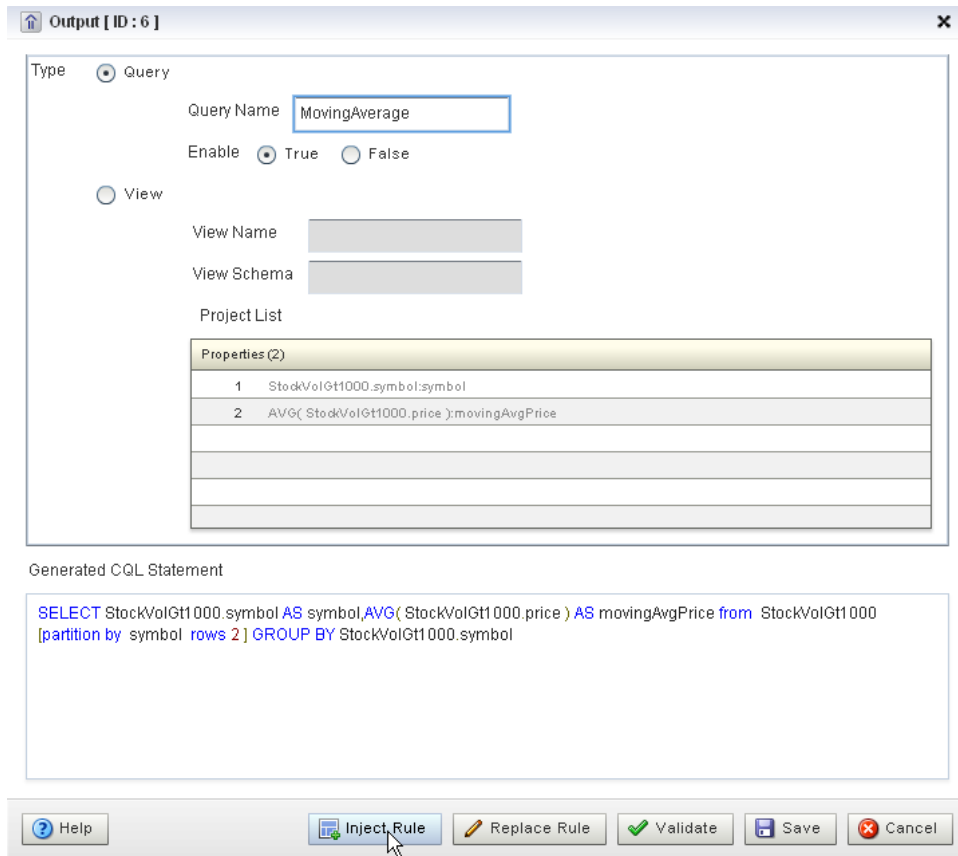 Output [ ID : 6 ]
Type
Query
Query Name MovingAverage
Enable True False
View
View Name
View Schema
Project List
Properties (2)
1 StockVolGt1000.symbol:symbol
2 AVG( StockVolGt1000.price ):movingAvgPrice
Generated CQL Statement
SELECT StockVolGt1000.symbol AS symbol,AVG( StockVolGt1000.price ) AS movingAvgPrice from StockVolGt1000
[partition by symbol rows 2 ] GROUP BY StockVolGt1000.symbol
Help Inject Rule Replace Rule Validate Save Cancel